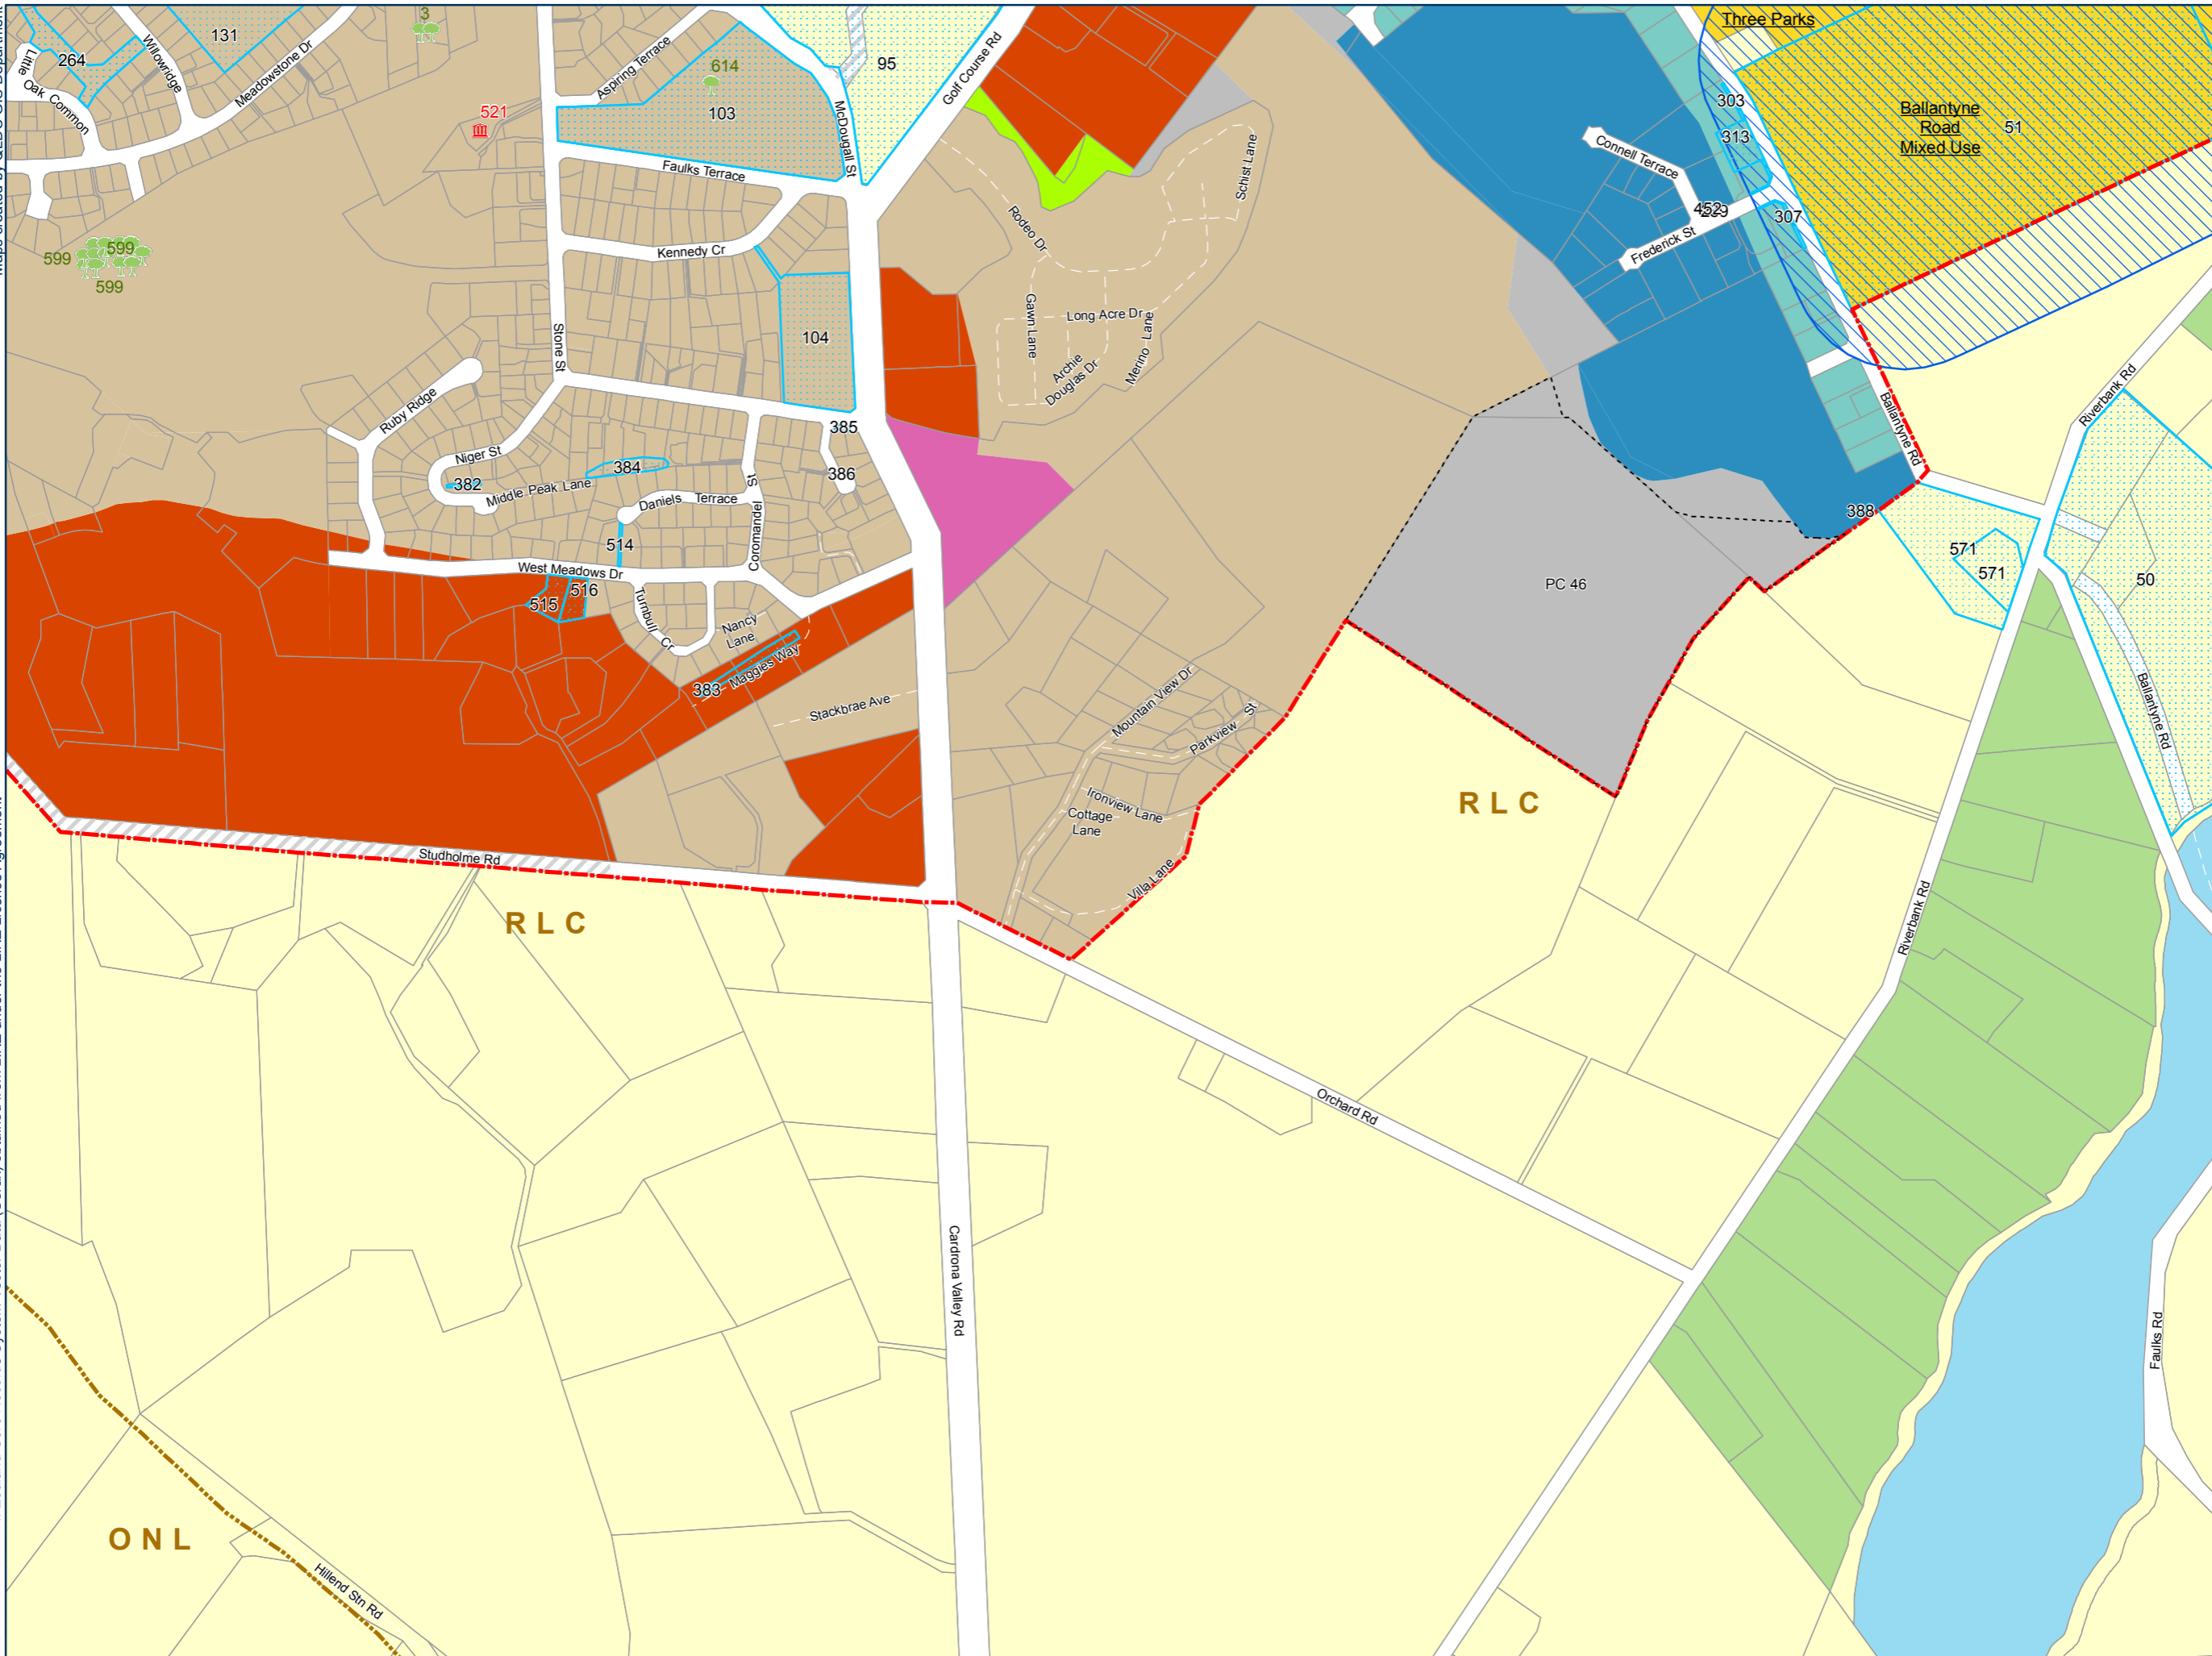 3
131
Three Parks
Willowridge
264
Little
Oak Common
Meadowstone Dr
Aspiring Terrace
614
95
Golf Course Rd
103
McDougall St
521
303
313
Ballantyne
Road
Mixed Use
51
Connell Terrace
Faulks Terrace
Schist Lane
Rodeo Dr
452
307
Frederick St
599
599
599
Kennedy Cr
Stone St
Gawn Lane
Long Acre Dr
Merino Lane
Archie
Douglas Dr
104
Riverbank Rd
Ballantyne Rd
Ruby Ridge
385
Niger St
384
386
382
Middle Peak Lane
Daniels Terrace
Coromandel St
388
514
571
571
West Meadows Dr
516
515
PC 46
50
Turnbull Cr
Nancy
Lane
383
Maggies Way
Mountain View Dr
Parkview St
Stackbrae Ave
Ballantyne Rd
Ironview Lane
Cottage
Lane
RLC
Studholme Rd
Villa Lane
RLC
Riverbank Rd
Orchard Rd
Cardrona Valley Rd
Faulks Rd
ONL
Hillend Stn Rd